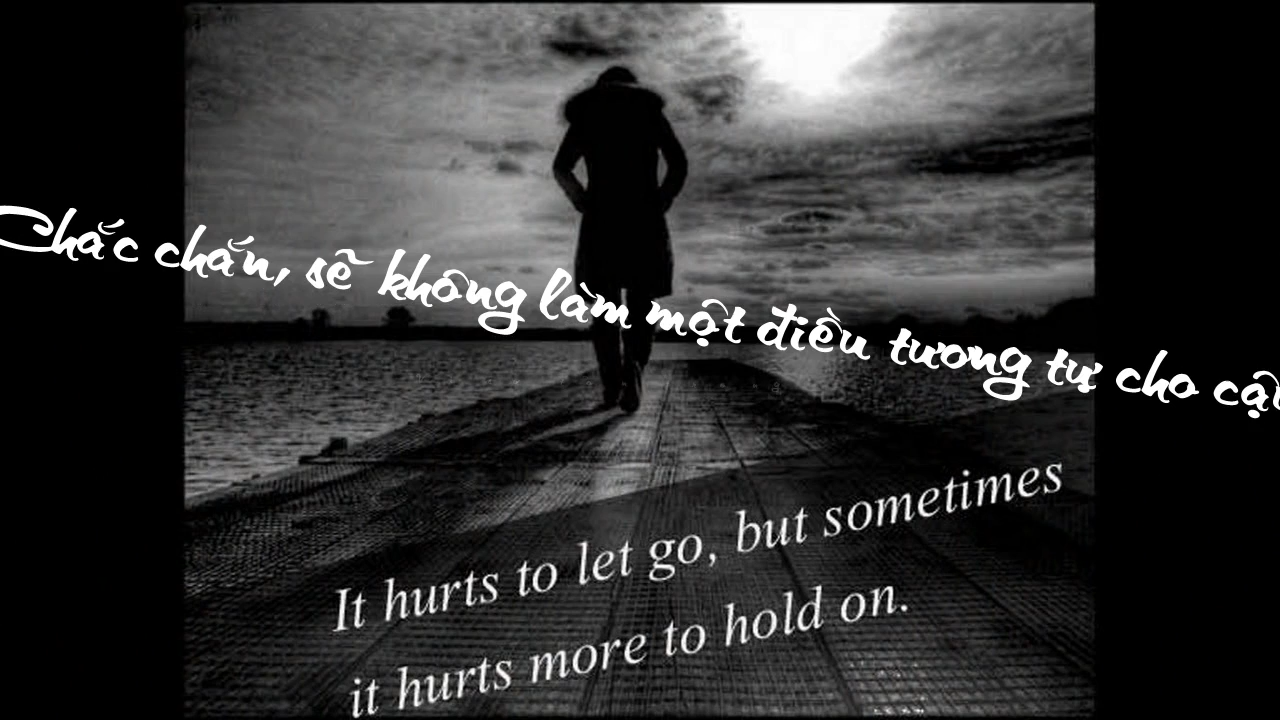 Chắc chắn, sẽ không làm một điều tương tự cho
It hurts to let go, but sometimes
it hurts more to hold on.